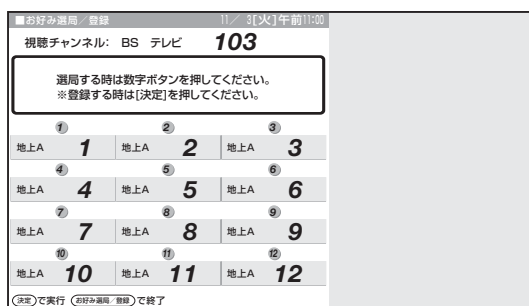 ■お好み選局／登録 11／ 3[火]午前11:00
視聴チャンネル: BS テレビ 103
選局する時は数字ボタンを押してください。
※登録する時は[決定]を押してください。
1 2 3
地上A 1 地上A 2 地上A 3
4 5 6
地上A 4 地上A 5 地上A 6
7 8 9
地上A 7 地上A 8 地上A 9
10 11 12
地上A 10 地上A 11 地上A 12
決定で実行 お好み選局／登録で終了